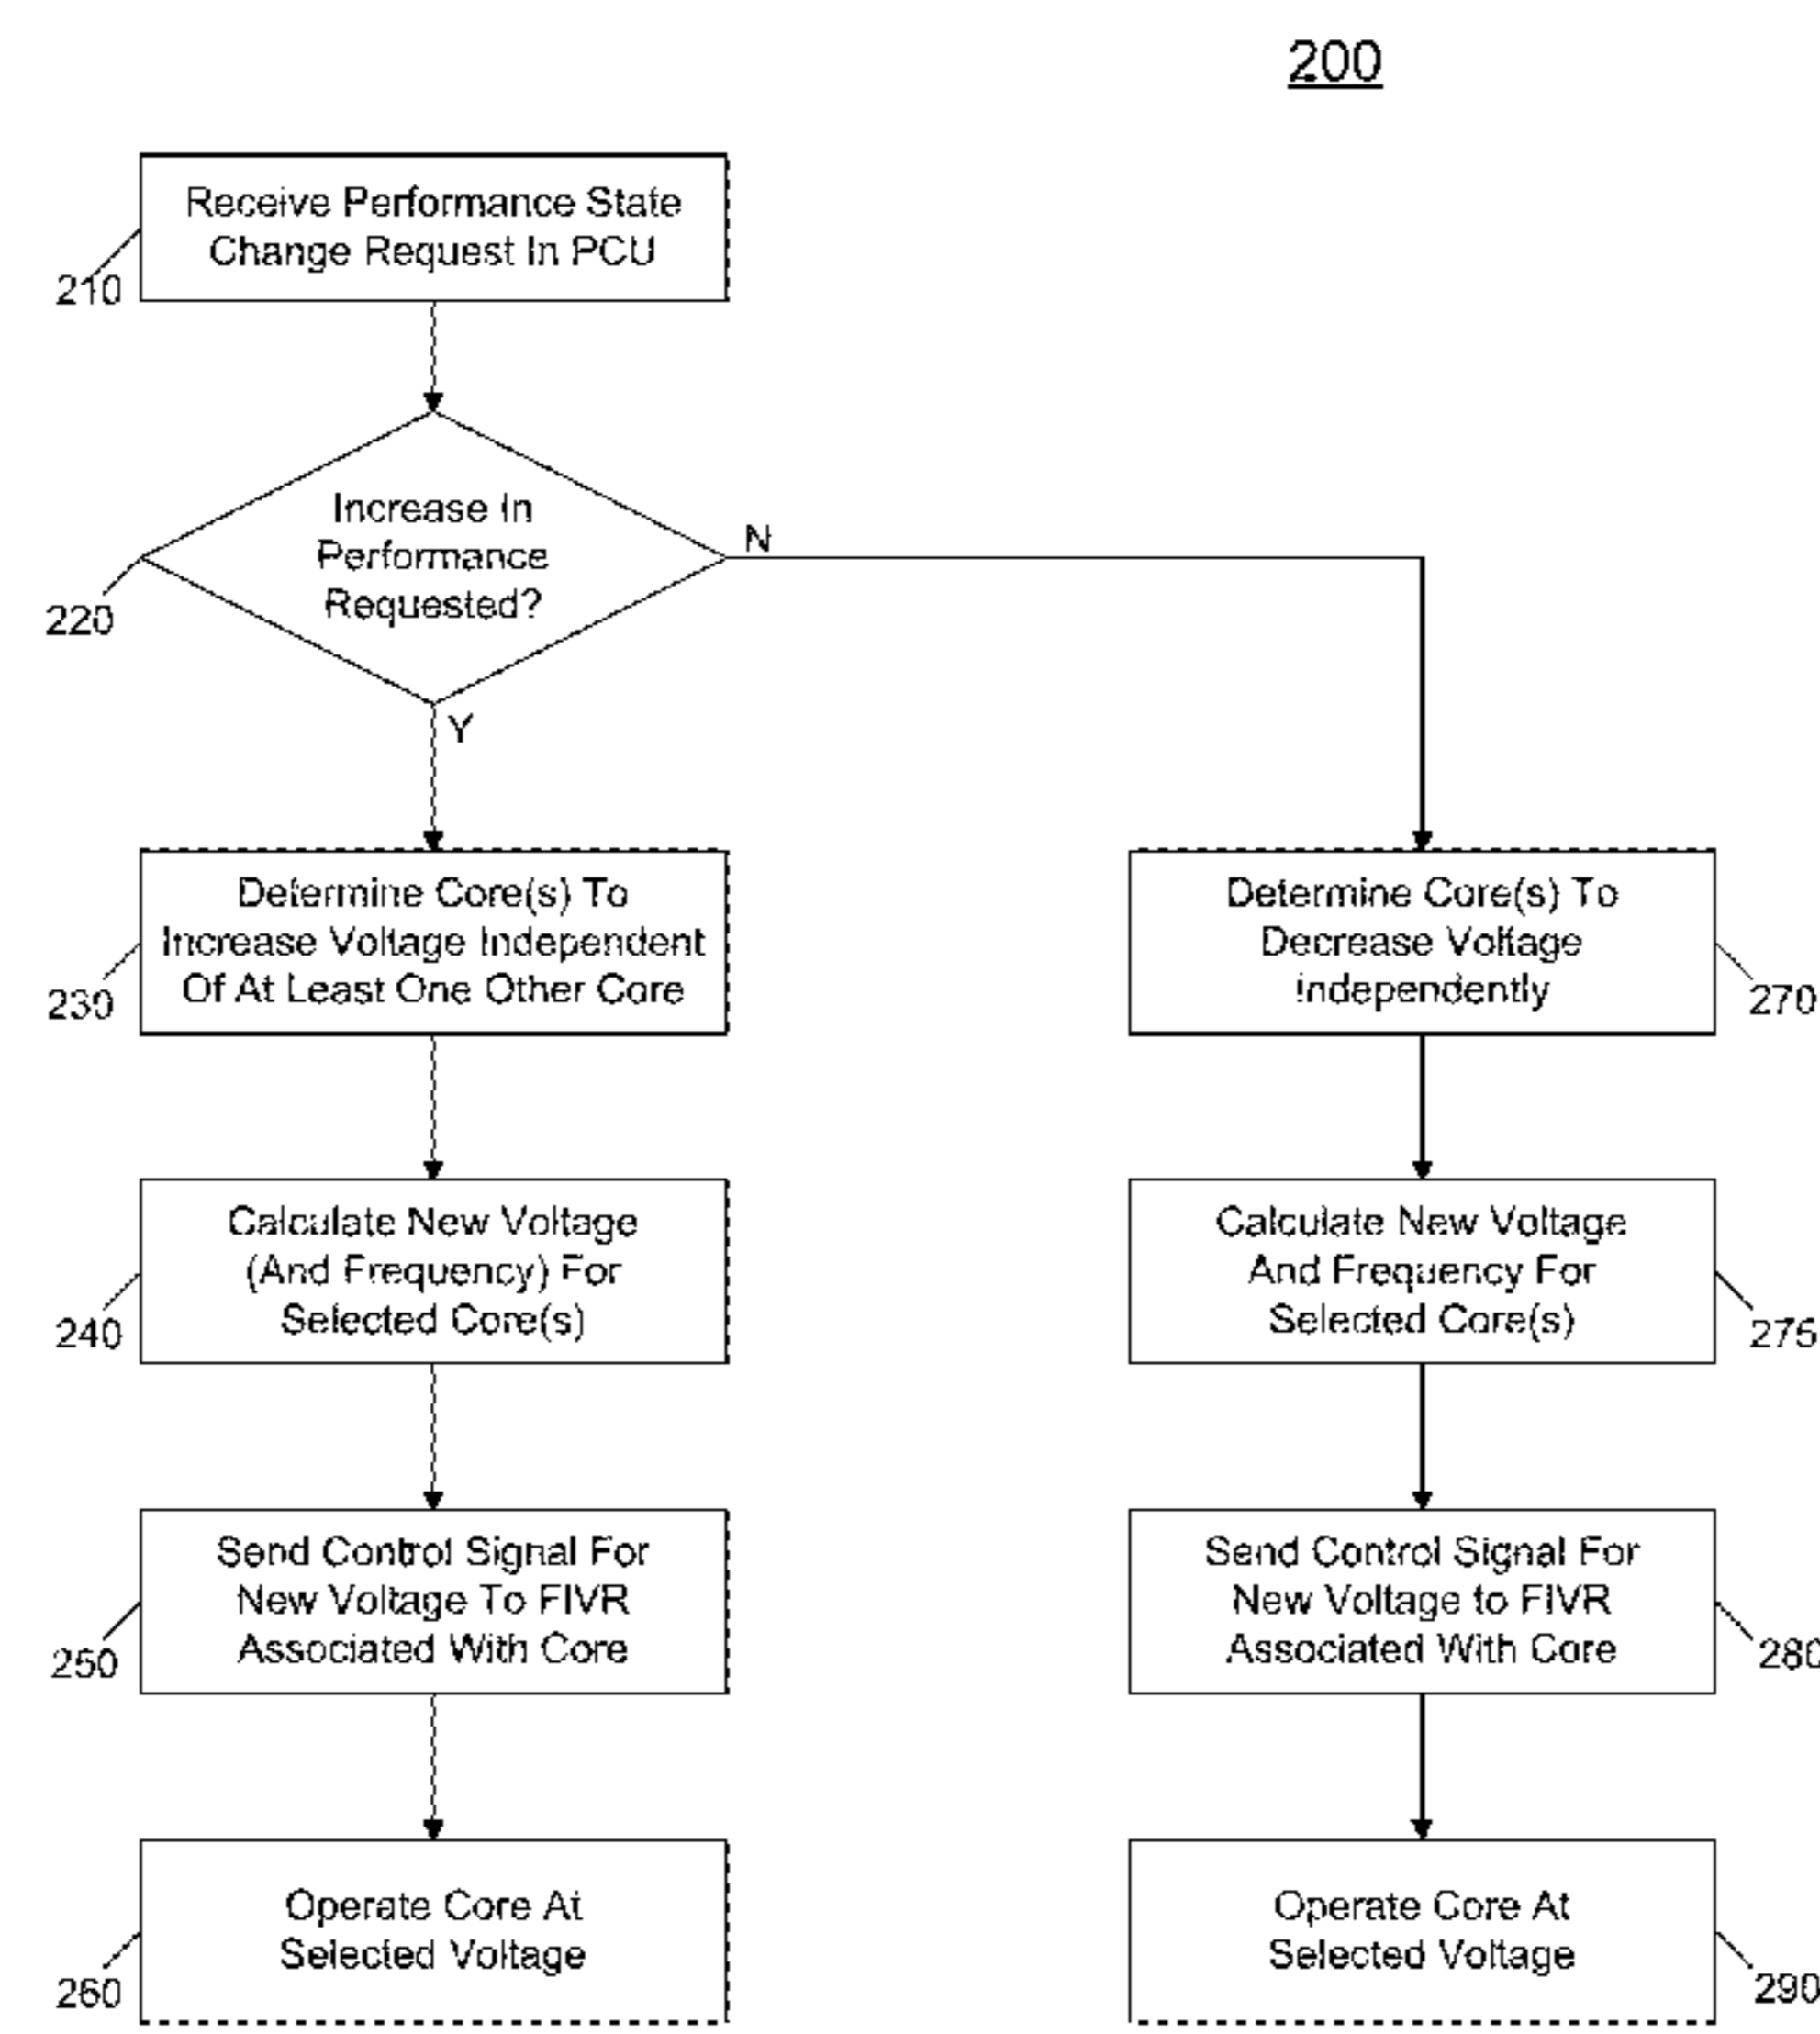 200
Receive Performance State
Change Request In PCU
210
Increase In
Performance
Requested?
N
220
Y
Determine Core(s) To
Increase Voltage Independent
Of At Least One Other Core
230
Determine Core(s) To
Decrease Voltage
Independently
270
Calculate New Voltage
(And Frequency) For
Selected Core(s)
240
Calculate New Voltage
And Frequency For
Selected Core(s)
275
Send Control Signal For
New Voltage To FIVR
Associated With Core
250
Send Control Signal For
New Voltage to FIVR
Associated With Core
280
Operate Core At
Selected Voltage
260
Operate Core At
Selected Voltage
290